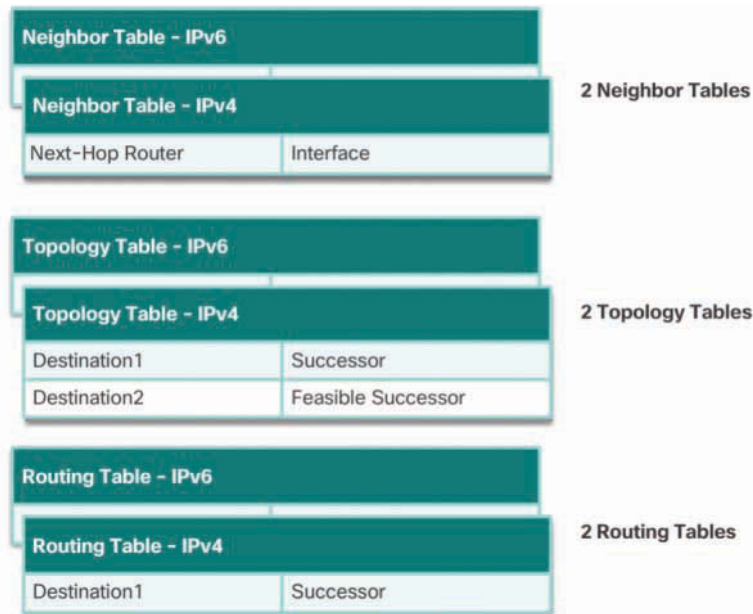 Neighbor Table - IPv6
Neighbor Table - IPv4
2 Neighbor Tables
Next-Hop Router Interface
Topology Table - IPv6
Topology Table - IPv4
2 Topology Tables
Destination1 Successor
Destination2 Feasible Successor
Routing Table - IPv6
Routing Table - IPv4
2 Routing Tables
Destination1 Successor